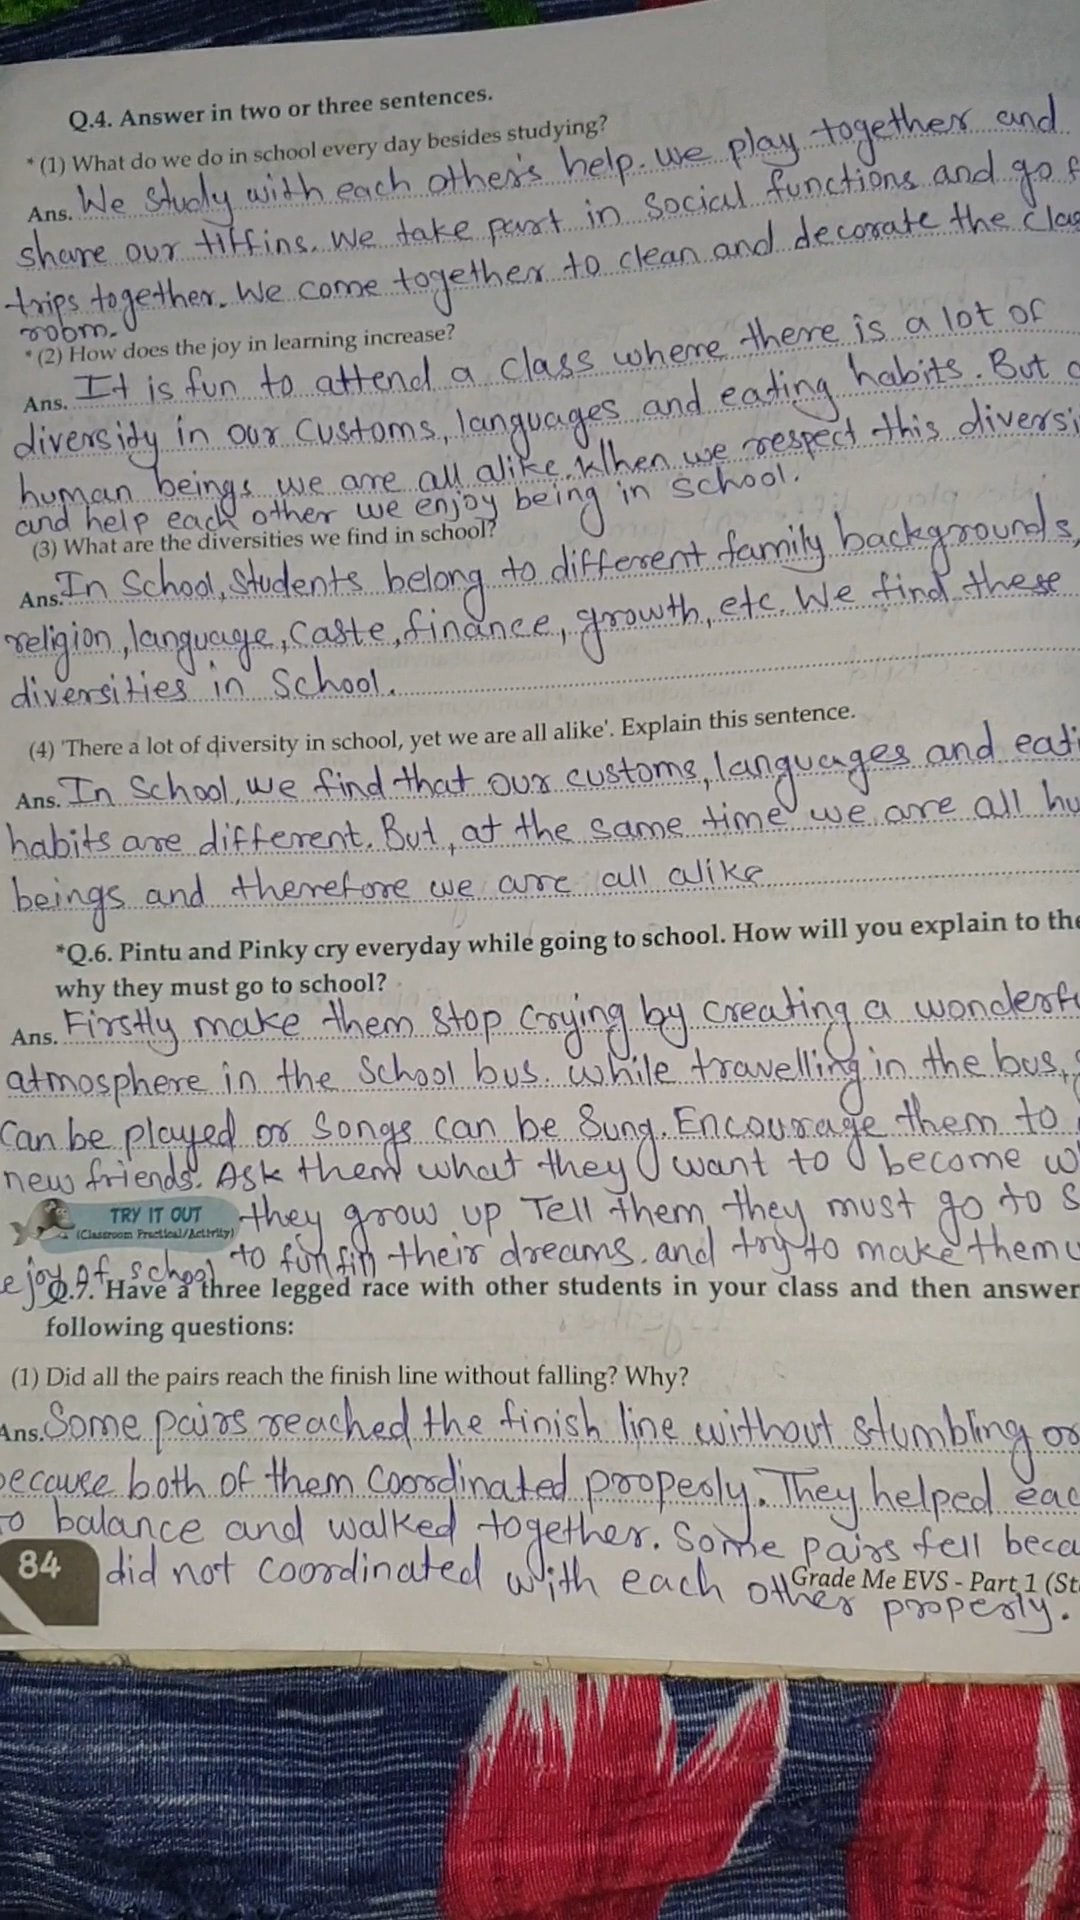 Q.4. Answer in two or three sentences.
* (1) What do we do in school every day besides studying?
Ans. We study with each other's help. we play together and
share our tiffins. We take part in social functions and go f
trips together. We come together to clean and decorate the clas
room.
* (2) How does the joy in learning increase?
Ans. It is fun to attend a class where there is a lot of
diversity in our customs, languages and eating habits. But a
human beings we are all alike. When we respect this diversi
and help each other we enjoy being in school.
(3) What are the diversities we find in school?
Ans. In School, Students belong to different family backgrounds,
religion, language, caste, finance, growth, etc. We find these
diversities in School.
(4) 'There a lot of diversity in school, yet we are all alike'. Explain this sentence.
Ans. In School, we find that our customs, languages and eati
habits are different. But, at the same time we are all hu
beings and therefore we are all alike
*Q.6. Pintu and Pinky cry everyday while going to school. How will you explain to the
why they must go to school?
Ans. Firstly make them stop crying by creating a wonderfu
atmosphere in the School bus. while travelling in the bus,
Can be played or Songs can be Sung. Encourage them to
new friends. Ask them what they want to become w
TRY IT OUT
(Classroom Practical/Activity)
they grow up Tell them they must go to S
to their dreams. and try to make them
joy of school
Q.7. Have a three legged race with other students in your class and then answer
following questions:
(1) Did all the pairs reach the finish line without falling? Why?
Ans. Some pairs reached the finish line without stumbling or
because both of them Coordinated properly. They helped eac
to balance and walked together. Some pairs fell beca
did not coordinated with each other properly.
84
Grade Me EVS - Part 1 (St